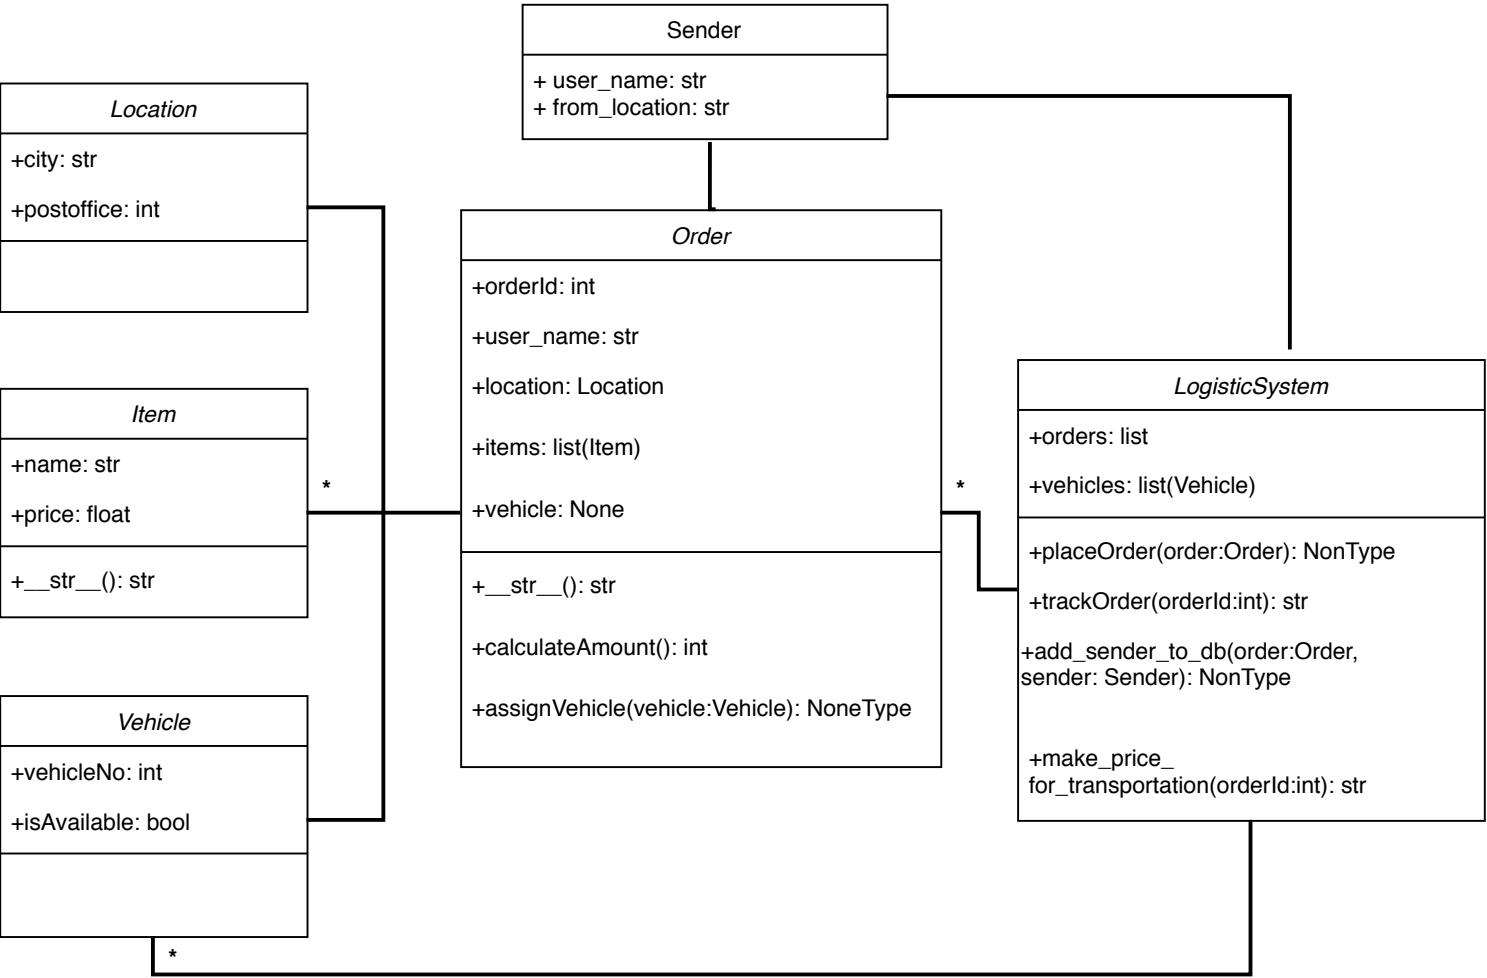 Sender
+ user_name: str
+ from_location: str
Location
+city: str
+postoffice: int
Order
+orderId: int
+user_name: str
+location: Location
+items: list(Item)
+vehicle: None
+__str__(): str
+calculateAmount(): int
+assignVehicle(vehicle:Vehicle): NoneType
Item
+name: str
+price: float
+__str__(): str
*
*
LogisticSystem
+orders: list
+vehicles: list(Vehicle)
+placeOrder(order:Order): NonType
+trackOrder(orderId:int): str
+add_sender_to_db(order:Order,
sender: Sender): NonType
+make_price_
for_transportation(orderId:int): str
Vehicle
+vehicleNo: int
+isAvailable: bool
*